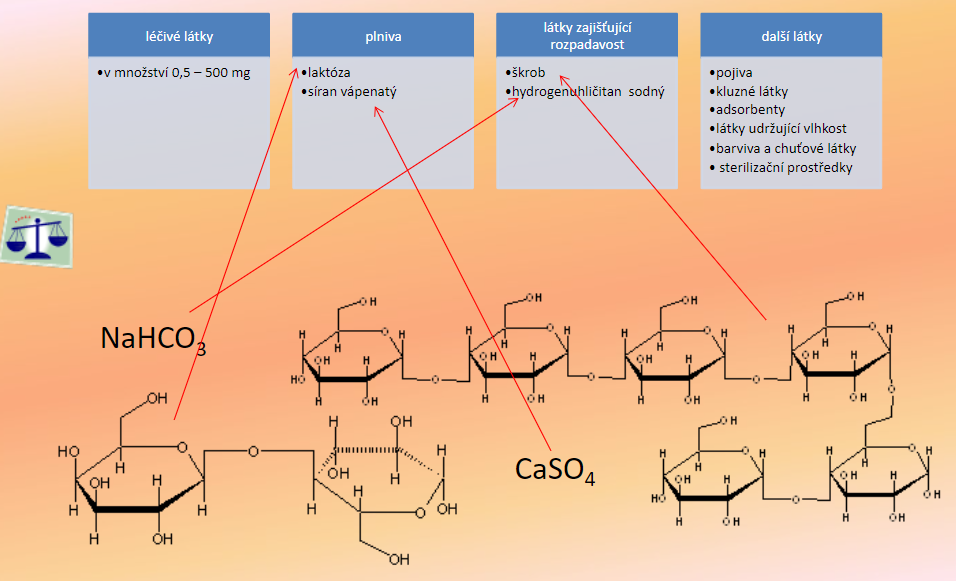 léčivé látky
•v množství 0,5 – 500 mg
plniva
•laktóza
•síran vápenatý
látky zajišťující
rozpadavost
•škrob
•hydrogenuhličitan sodný
další látky
•pojiva
•kluzné látky
•adsorbenty
•látky udržující vlhkost
•barviva a chuťové látky
• sterilizační prostředky
NaHCO3
CaSO4